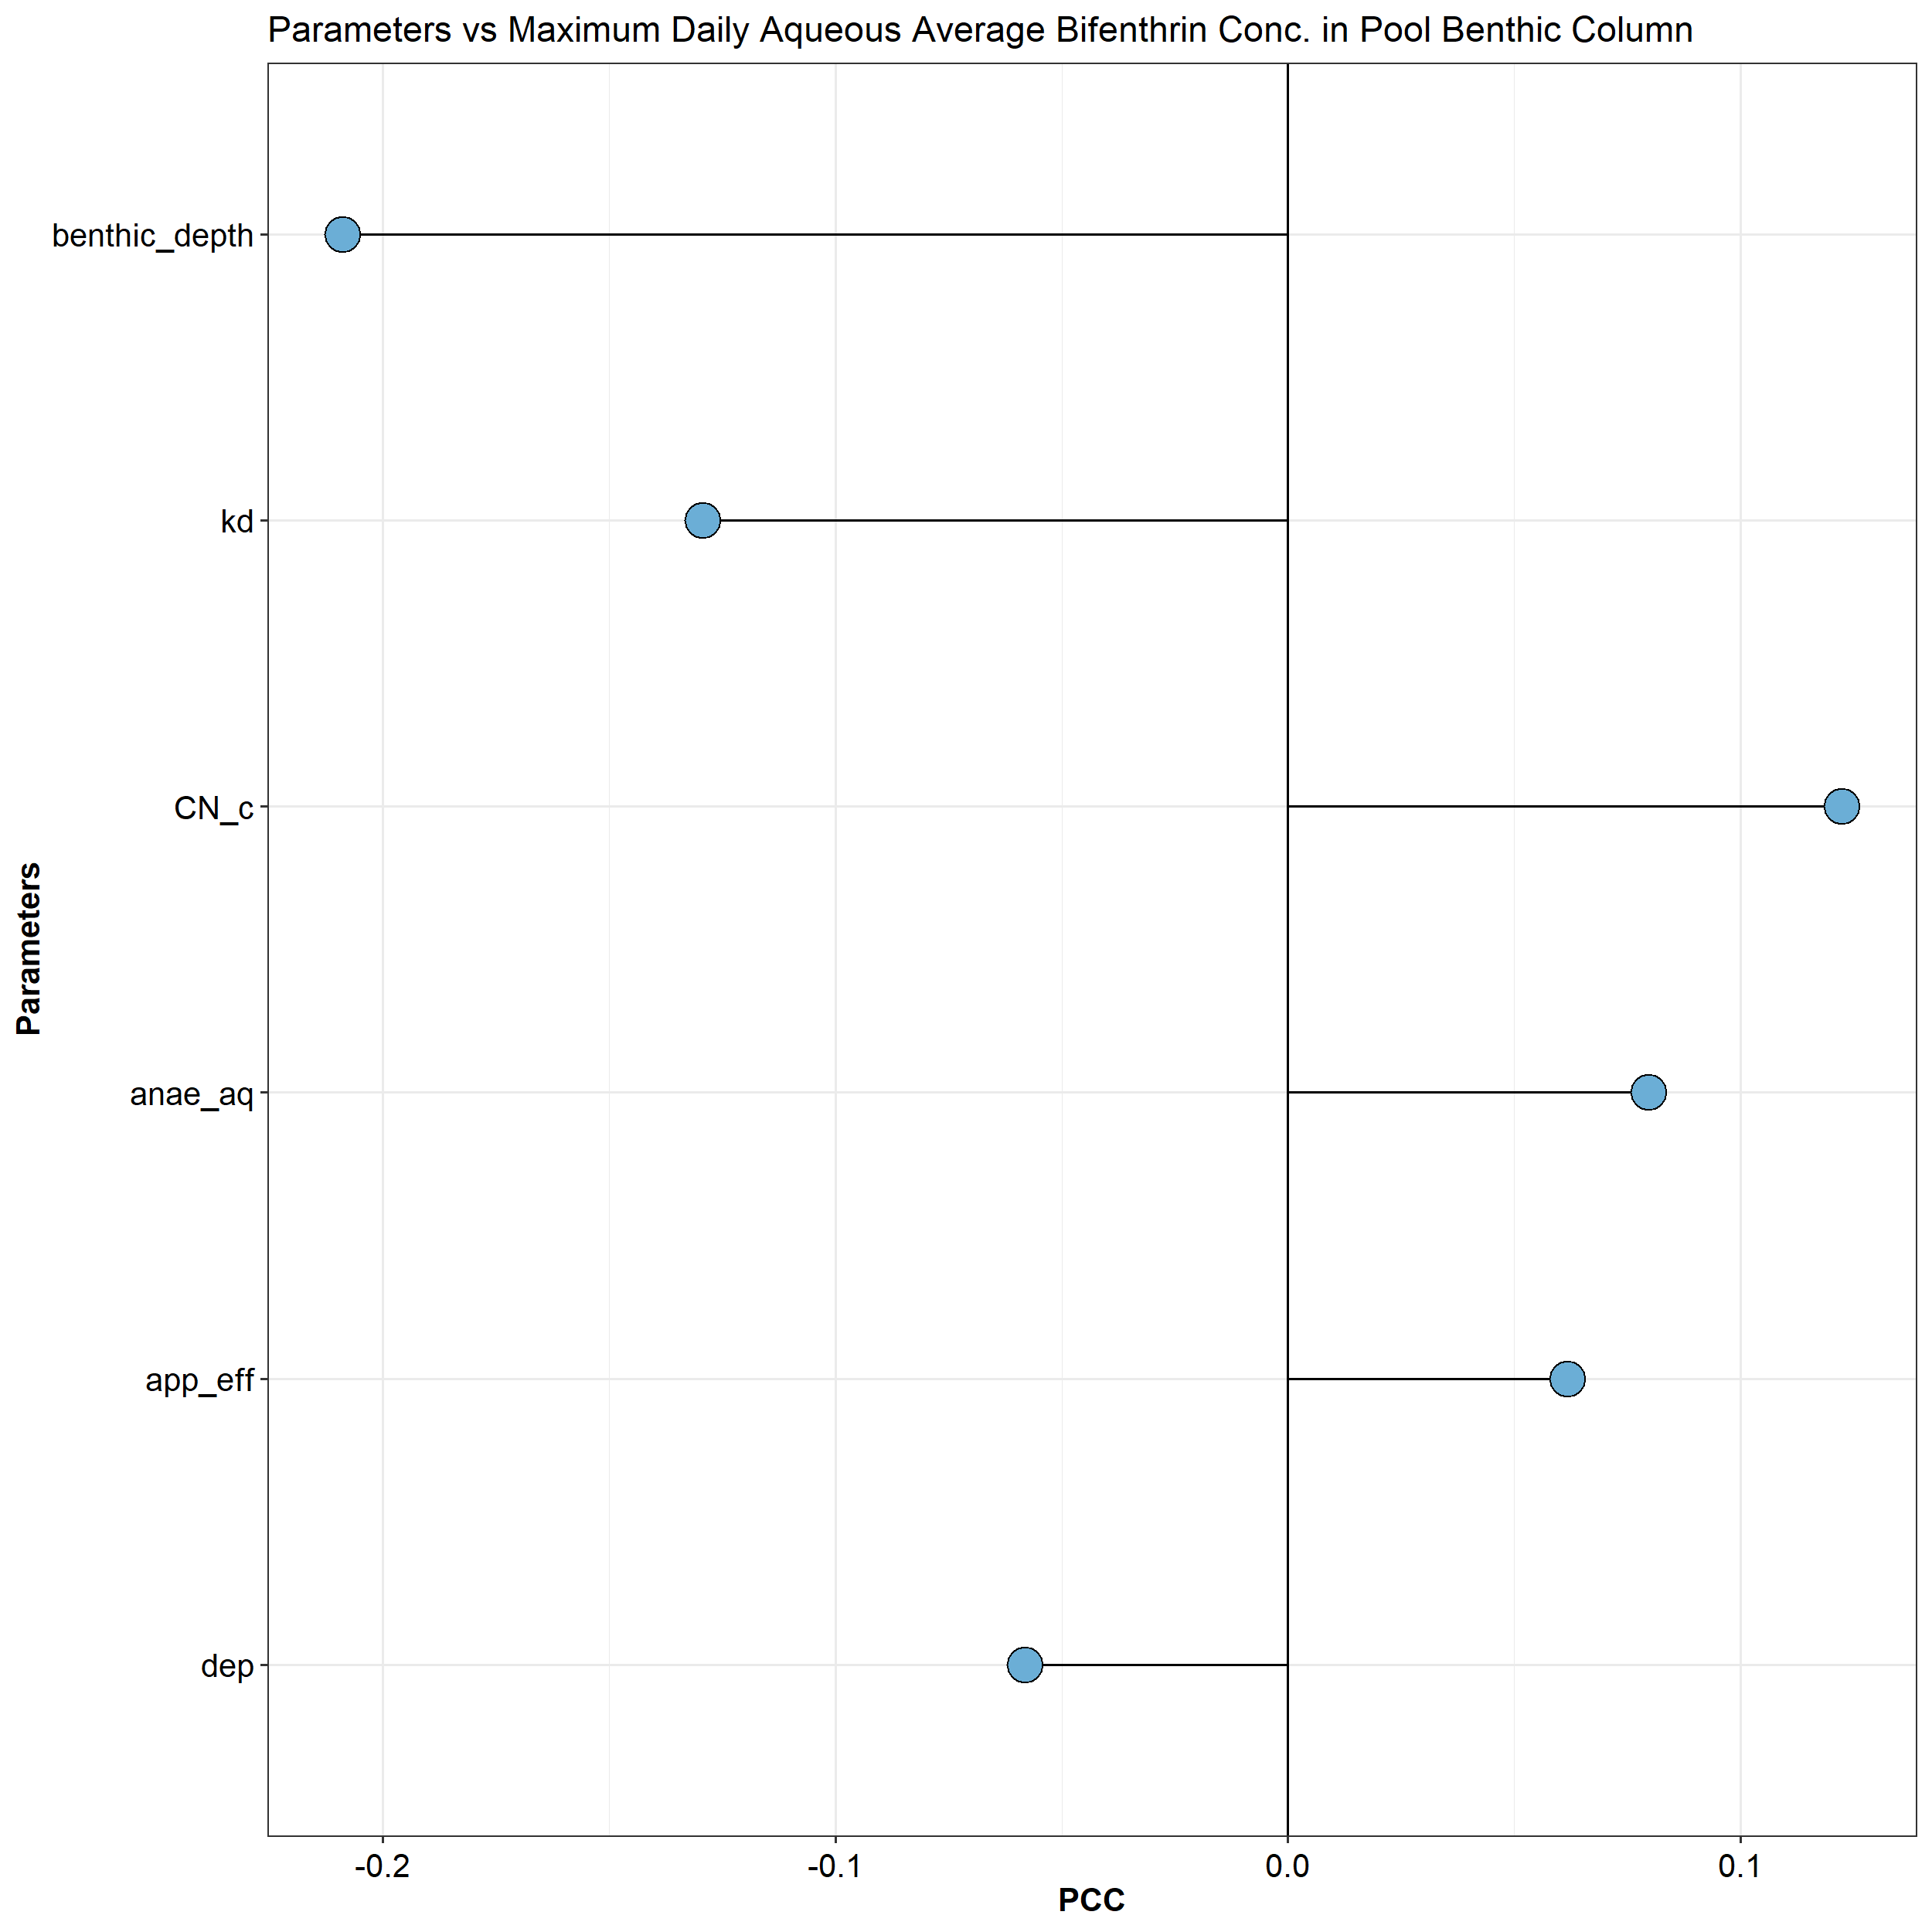 Parameters vs Maximum Daily Aqueous Average Bifenthrin Conc. in Pool Benthic Column
benthic_depth
kd
CN_c
anae_aq
app_eff
dep
Parameters
-0.2
-0.1
0.0
0.1
PCC